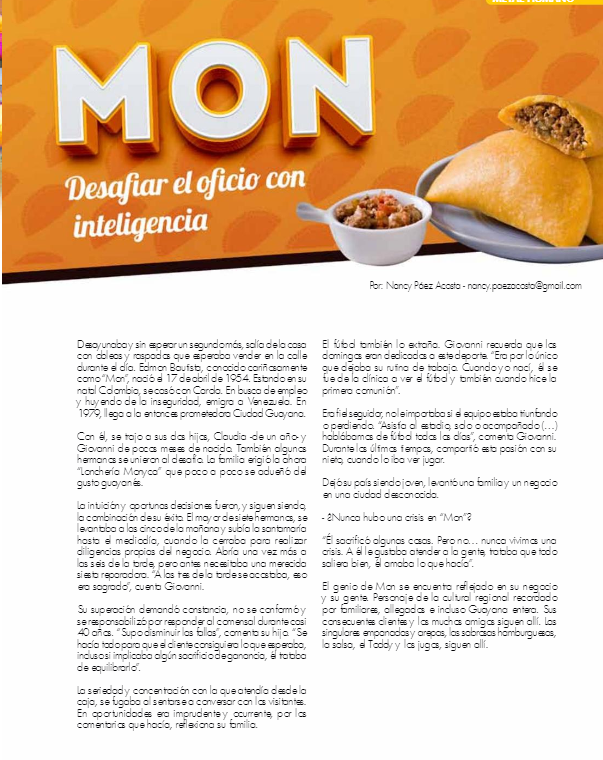 MON
Desafiar el oficio con
inteligencia
Por: Nancy Páez Acosta - nancy.paezacosta@gmail.com
Desayunaba y sin esperar un segundo más, salía de la casa
con obleas y raspados que esperaba vender en la calle
durante el día. Edmon Bautista, conocido cariñosamente
como "Mon", nació el 17 de abril de 1954. Estando en su
natal Colombia, se casó con Carola. En busca de empleo
y huyendo de la inseguridad, emigra a Venezuela. En
1979, llega a la entonces prometedora Ciudad Guayana.
Con él, se trajo a sus dos hijos, Claudia -de un año- y
Giovanni de pocos meses de nacido. También algunos
hermanos se unieron al desafío. La familia erigió la ahora
"Lonchería Monyca" que poco a poco se adueñó del
gusto guayanés.
La intuición y oportunas decisiones fueron, y siguen siendo,
la combinación de su éxito. El mayor de siete hermanos, se
levantaba a las cinco de la mañana y subía la santamaría
hasta el mediodía, cuando la cerraba para realizar
diligencias propias del negocio. Abría una vez más a
las seis de la tarde, pero antes necesitaba una merecida
siesta reparadora. "A las tres de la tarde se acostaba, eso
era sagrado", cuenta Giovanni.
Su superación demandó constancia, no se conformó y
se responsabilizó por responder al comensal durante casi
40 años. "Supo disminuir las fallas", comenta su hijo. "Se
hacía todo para que el cliente consiguiera lo que esperaba,
incluso si implicaba algún sacrificio de ganancia, él trataba
de equilibrarlo".
La seriedad y concentración con la que atendía desde la
caja, se fugaba al sentarse a conversar con los visitantes.
En oportunidades era imprudente y ocurrente, por los
comentarios que hacía, reflexiona su familia.
El fútbol también lo extraña. Giovanni recuerda que los
domingos eran dedicados a este deporte. "Era por lo único
que dejaba su rutina de trabajo. Cuando yo nací, él se
fue de la clínica a ver el fútbol y también cuando hice la
primera comunión".
Era fiel seguidor, no le importaba si el equipo estaba triunfando
o perdiendo. "Asistía al estadio, solo o acompañado (…)
hablábamos de fútbol todos los días", comenta Giovanni.
Durante los últimos tiempos, compartió esta pasión con su
nieto, cuando lo iba ver jugar.
Dejó su país siendo joven, levantó una familia y un negocio
en una ciudad desconocida.
- ¿Nunca hubo una crisis en "Mon"?
"Él sacrificó algunas cosas. Pero no… nunca vivimos una
crisis. A él le gustaba atender a la gente, trataba que todo
saliera bien, él amaba lo que hacía".
El genio de Mon se encuentra reflejado en su negocio
y su gente. Personaje de la cultural regional recordado
por familiares, allegados e incluso Guayana entera. Sus
consecuentes clientes y los muchos amigos siguen allí. Las
singulares empanadas y arepas, las sabrosas hamburguesas,
la salsa, el Toddy y los jugos, siguen allí.